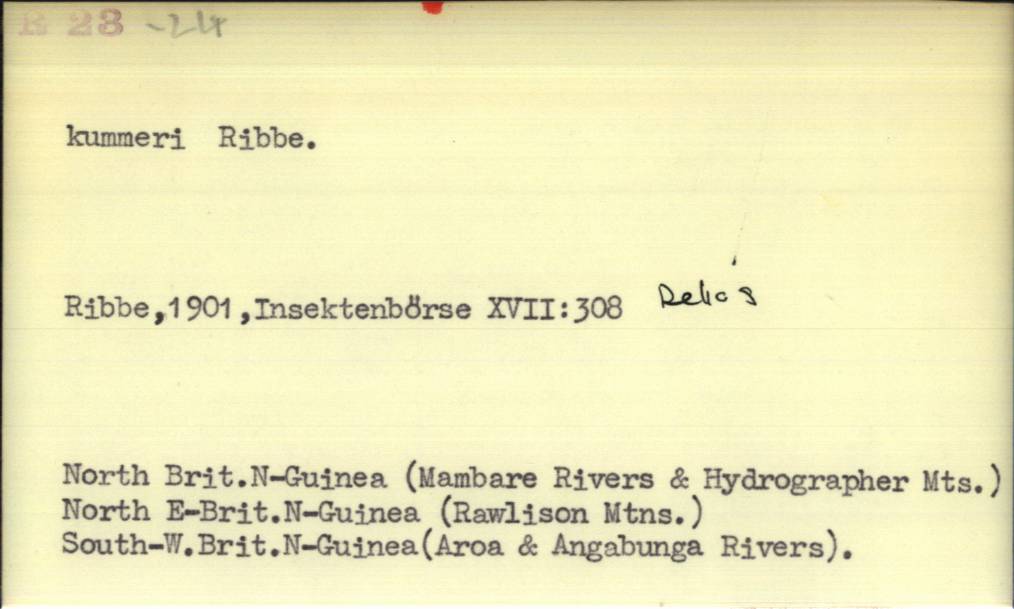 R 23 -24
kummeri Ribbe.
Ribbe,1901,Insektenbörse XVII:308 Delias
North Brit.N-Guinea (Mambare Rivers & Hydrographer Mts.)
North E-Brit.N-Guinea (Rawlison Mtns.)
South-W.Brit.N-Guinea(Aroa & Angabunga Rivers).